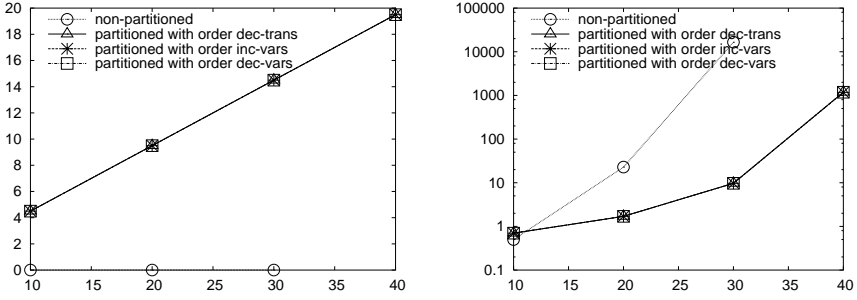 20
18
16
14
12
10
8
6
4
2
0
non-partitioned
partitioned with order dec-trans
partitioned with order inc-vars
partitioned with order dec-vars
10 15 20 25 30 35 40
100000
10000
1000
100
10
1
0.1
non-partitioned
partitioned with order dec-trans
partitioned with order inc-vars
partitioned with order dec-vars
10 15 20 25 30 35 40